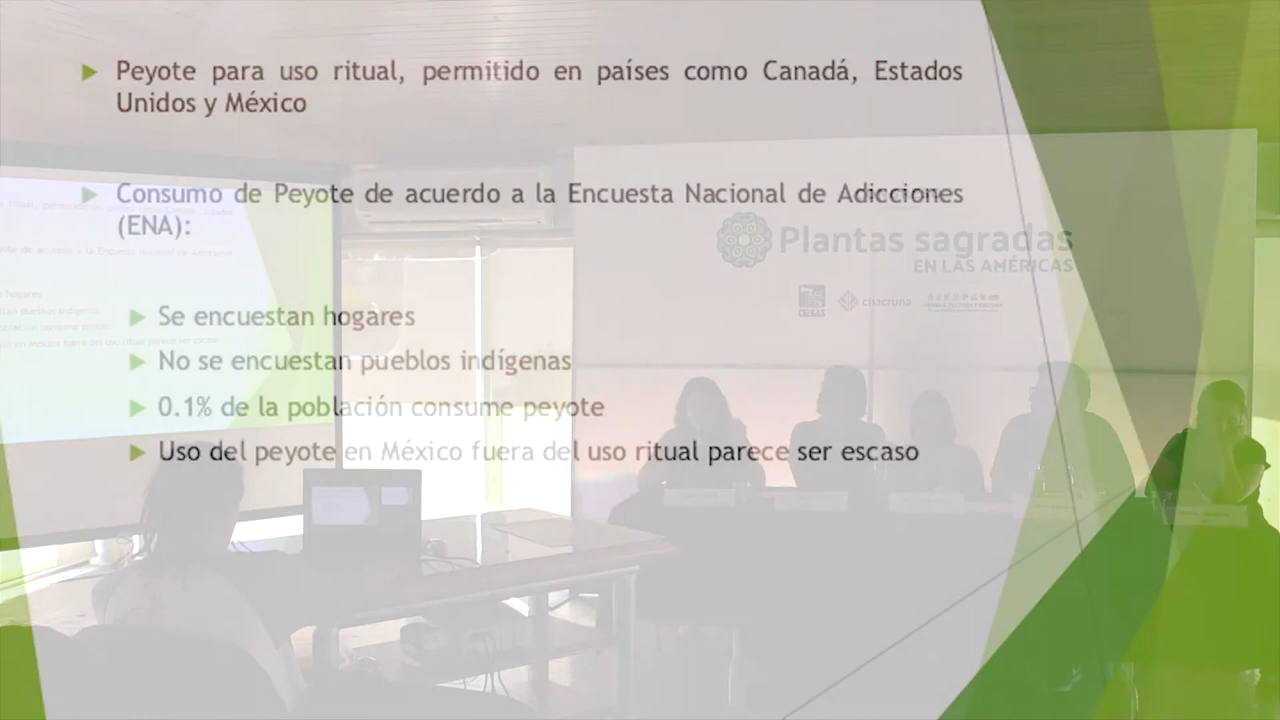 Peyote para uso ritual, permitido en países como Canadá, Estados
Unidos y México
Consumo de Peyote de acuerdo a la Encuesta Nacional de Adicciones
(ENA):
Plantas sagradas
EN LAS AMÉRICAS
CIESAS
chacruna
Se encuestan hogares
No se encuestan pueblos indígenas
0.1% de la población consume peyote
Uso del peyote en México fuera del uso ritual parece ser escaso